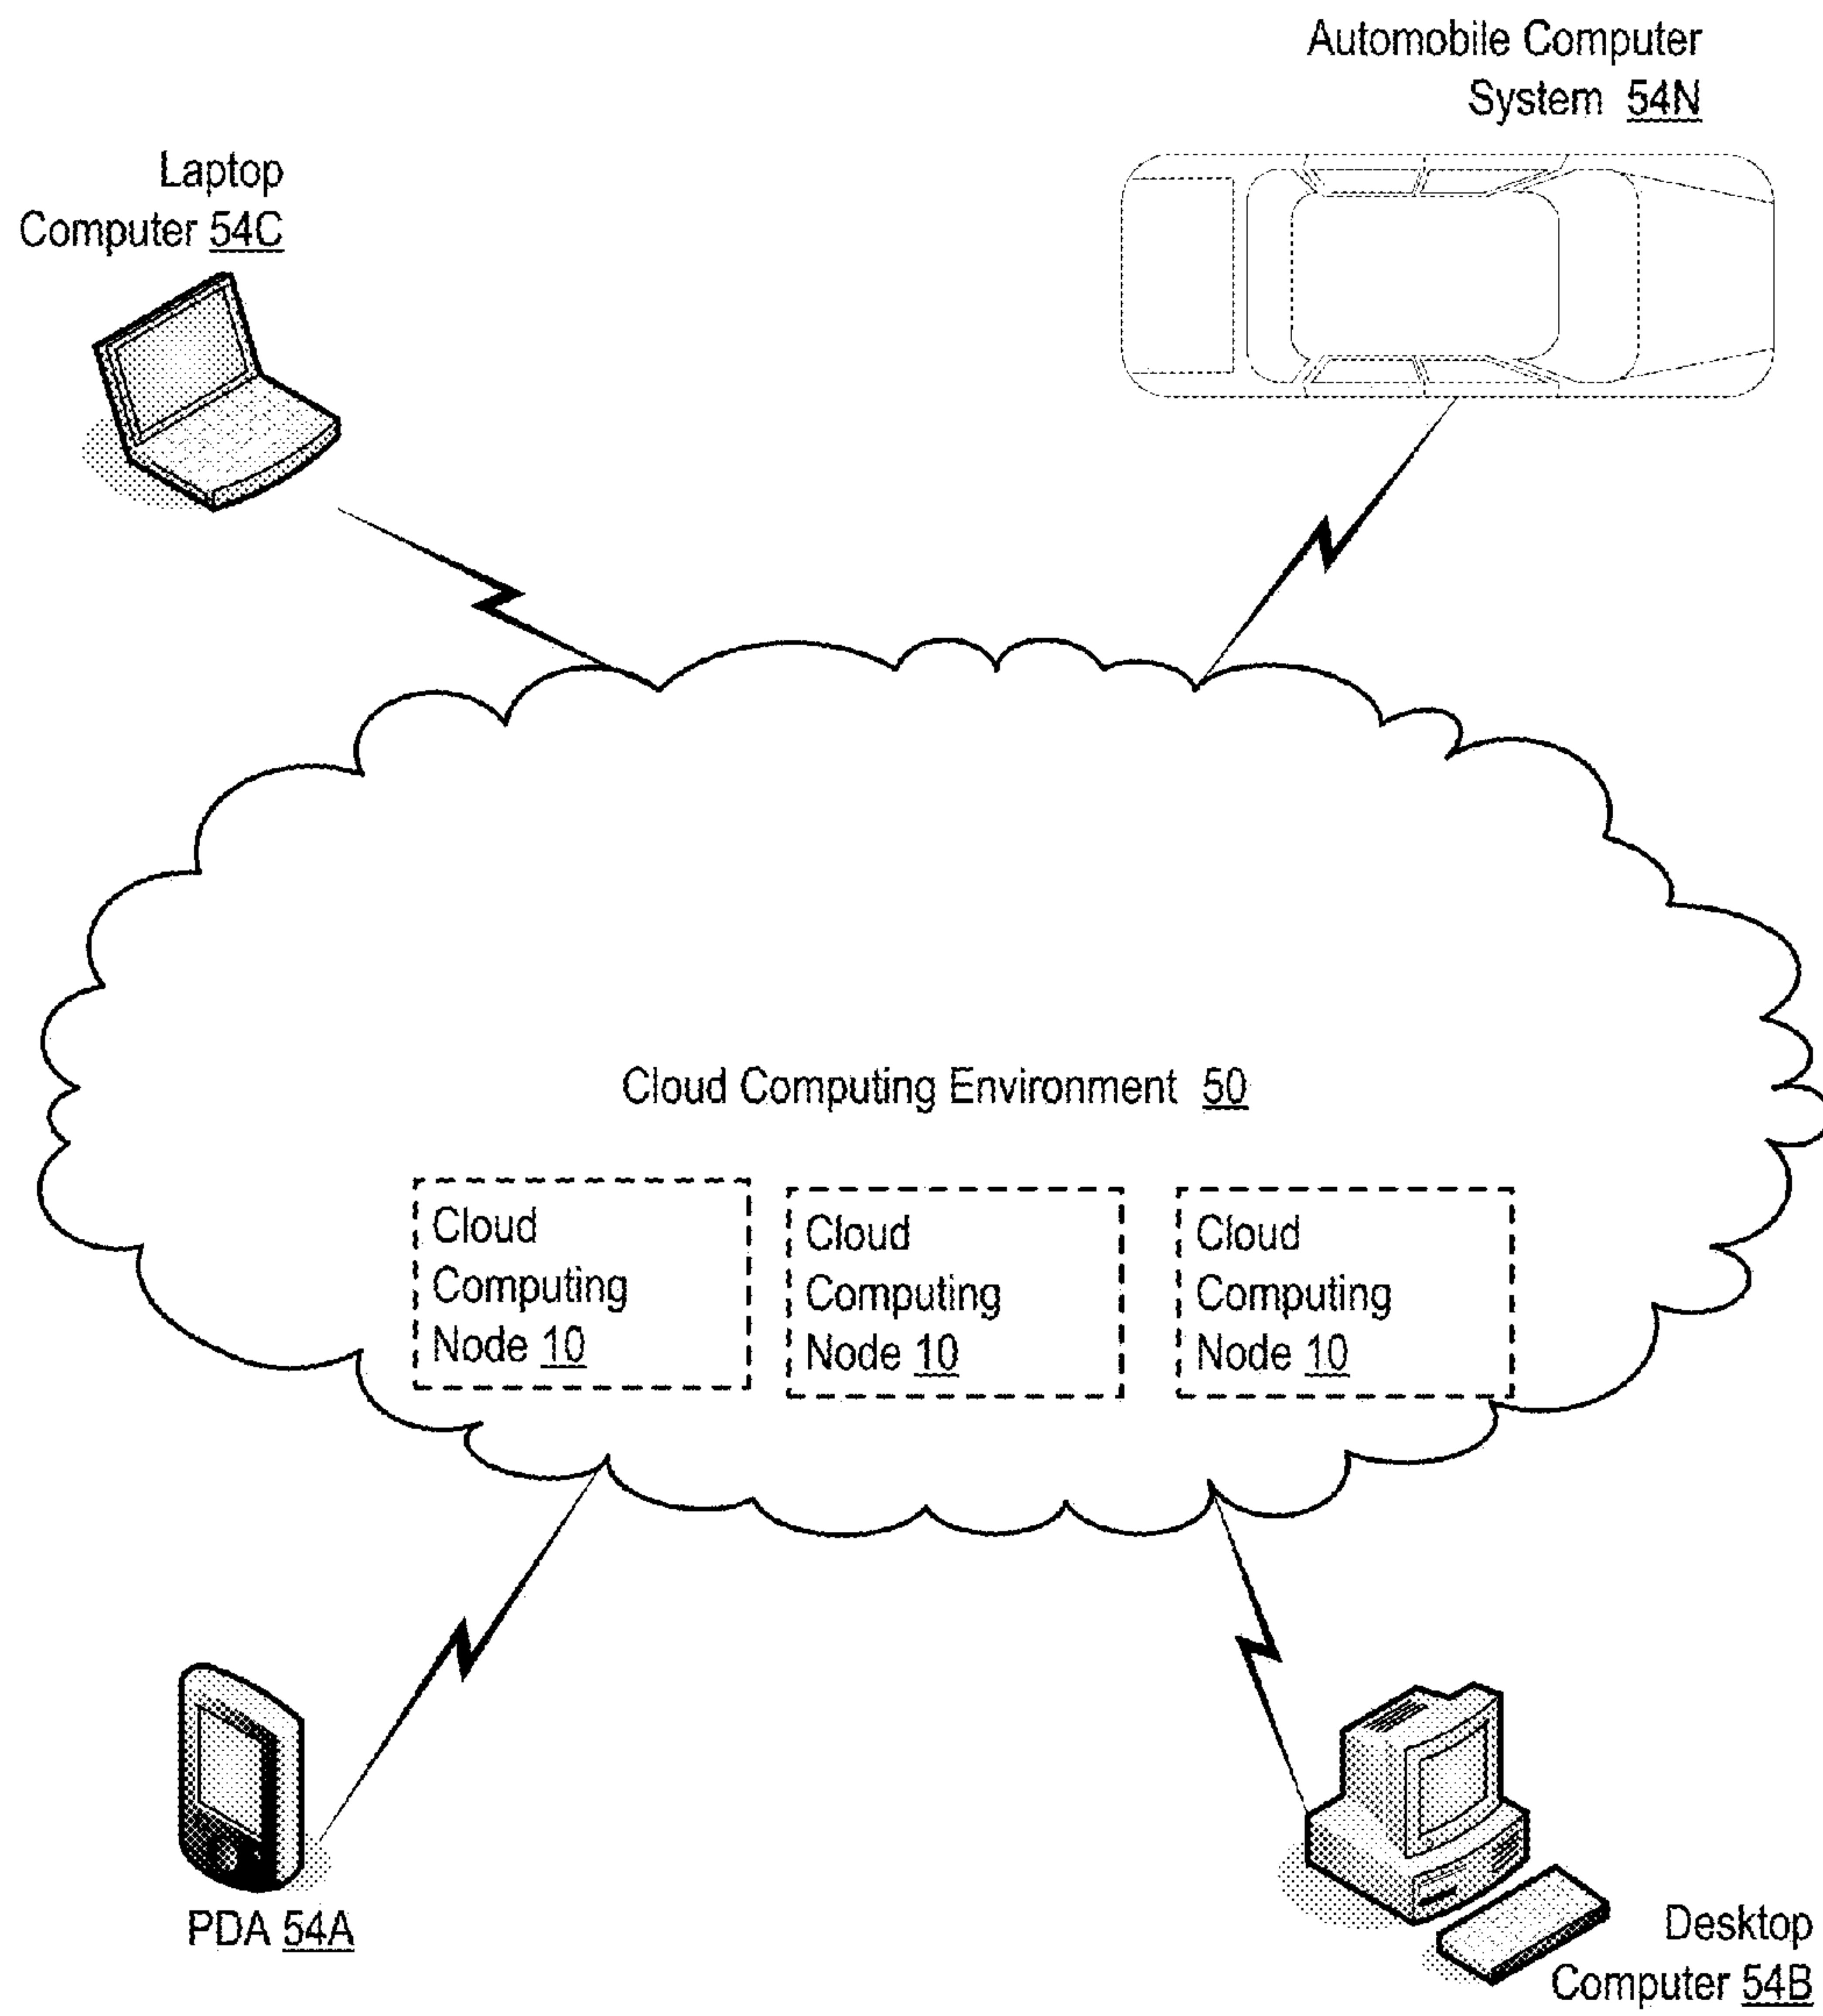 Automobile Computer
System 54N
Laptop
Computer 54C
Cloud Computing Environment 50
Cloud
Computing
Node 10
Cloud
Computing
Node 10
Cloud
Computing
Node 10
PDA 54A
Desktop
Computer 54B